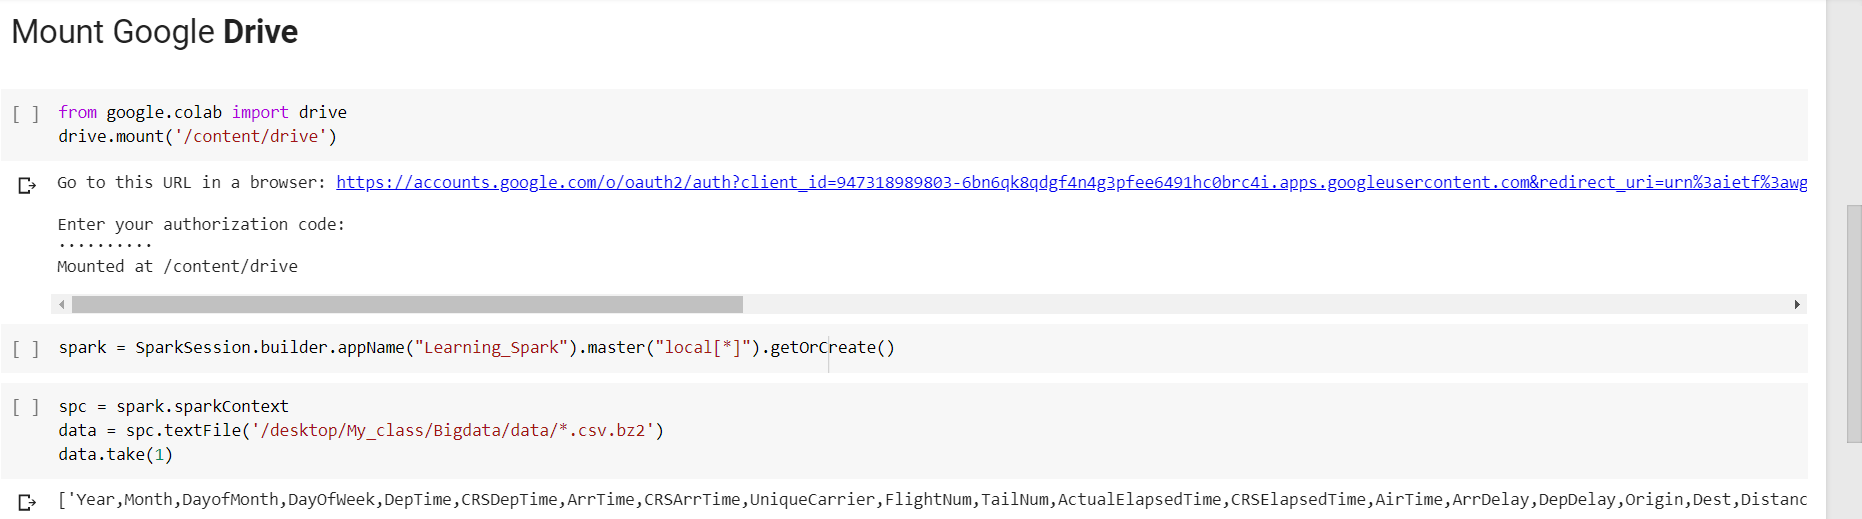 Mount Google Drive
[ ] from google.colab import drive
drive.mount('/content/drive')
Go to this URL in a browser: https://accounts.google.com/o/oauth2/auth?client_id=947318989803-6bn6qk8qdgf4n4g3pfee6491hc0brc4i.apps.googleusercontent.com&redirect_uri=urn%3aietf%3awg
Enter your authorization code:
··········
Mounted at /content/drive
[ ] spark = SparkSession.builder.appName("Learning_Spark").master("local[*]").getOrCreate()
[ ] spc = spark.sparkContext
data = spc.textFile('/desktop/My_class/Bigdata/data/*.csv.bz2')
data.take(1)
['Year,Month,DayofMonth,DayOfWeek,DepTime,CRSDepTime,ArrTime,CRSArrTime,UniqueCarrier,FlightNum,TailNum,ActualElapsedTime,CRSElapsedTime,AirTime,ArrDelay,DepDelay,Origin,Dest,Distanc